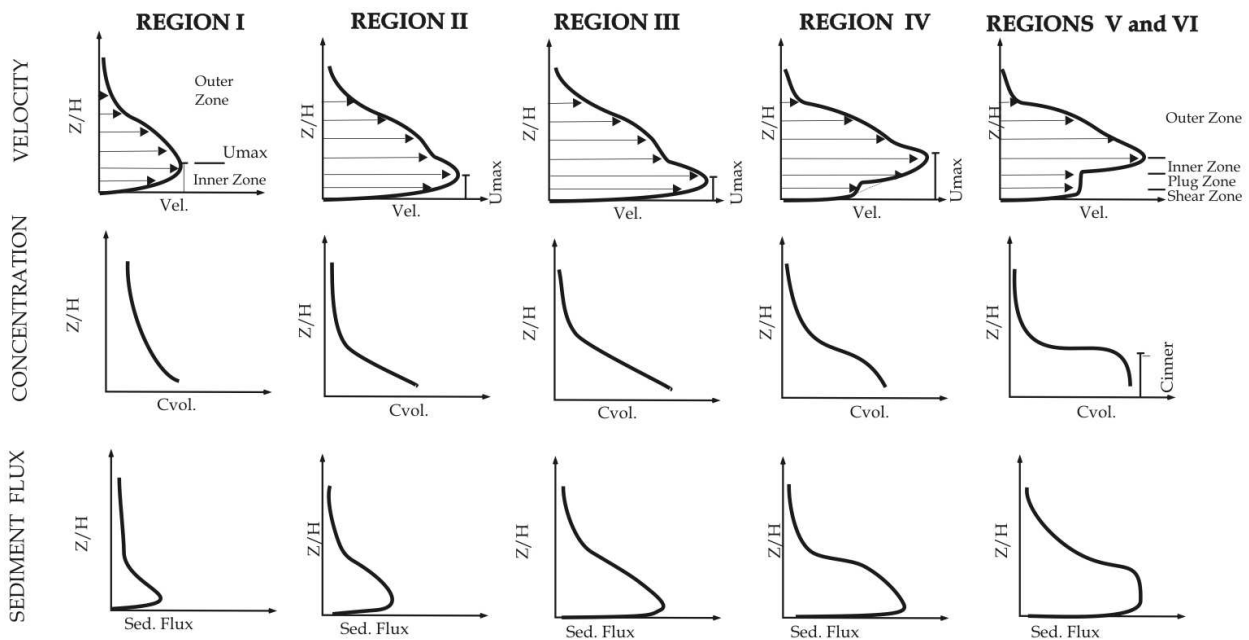 REGION I
REGION II
REGION III
REGION IV
REGIONS V and VI
VELOCITY
Z/H
Outer
Zone
Umax
Inner Zone
Vel.
Z/H
Umax
Vel.
Z/H
Umax
Vel.
Z/H
Umax
Vel.
Z/H
Outer Zone
Inner Zone
Plug Zone
Shear Zone
Vel.
CONCENTRATION
Z/H
Cvol.
Z/H
Cvol.
Z/H
Cvol.
Z/H
Cvol.
Z/H
Cinner
Cvol.
SEDIMENT FLUX
Z/H
Sed. Flux
Z/H
Sed. Flux
Z/H
Sed. Flux
Z/H
Sed. Flux
Z/H
Sed. Flux